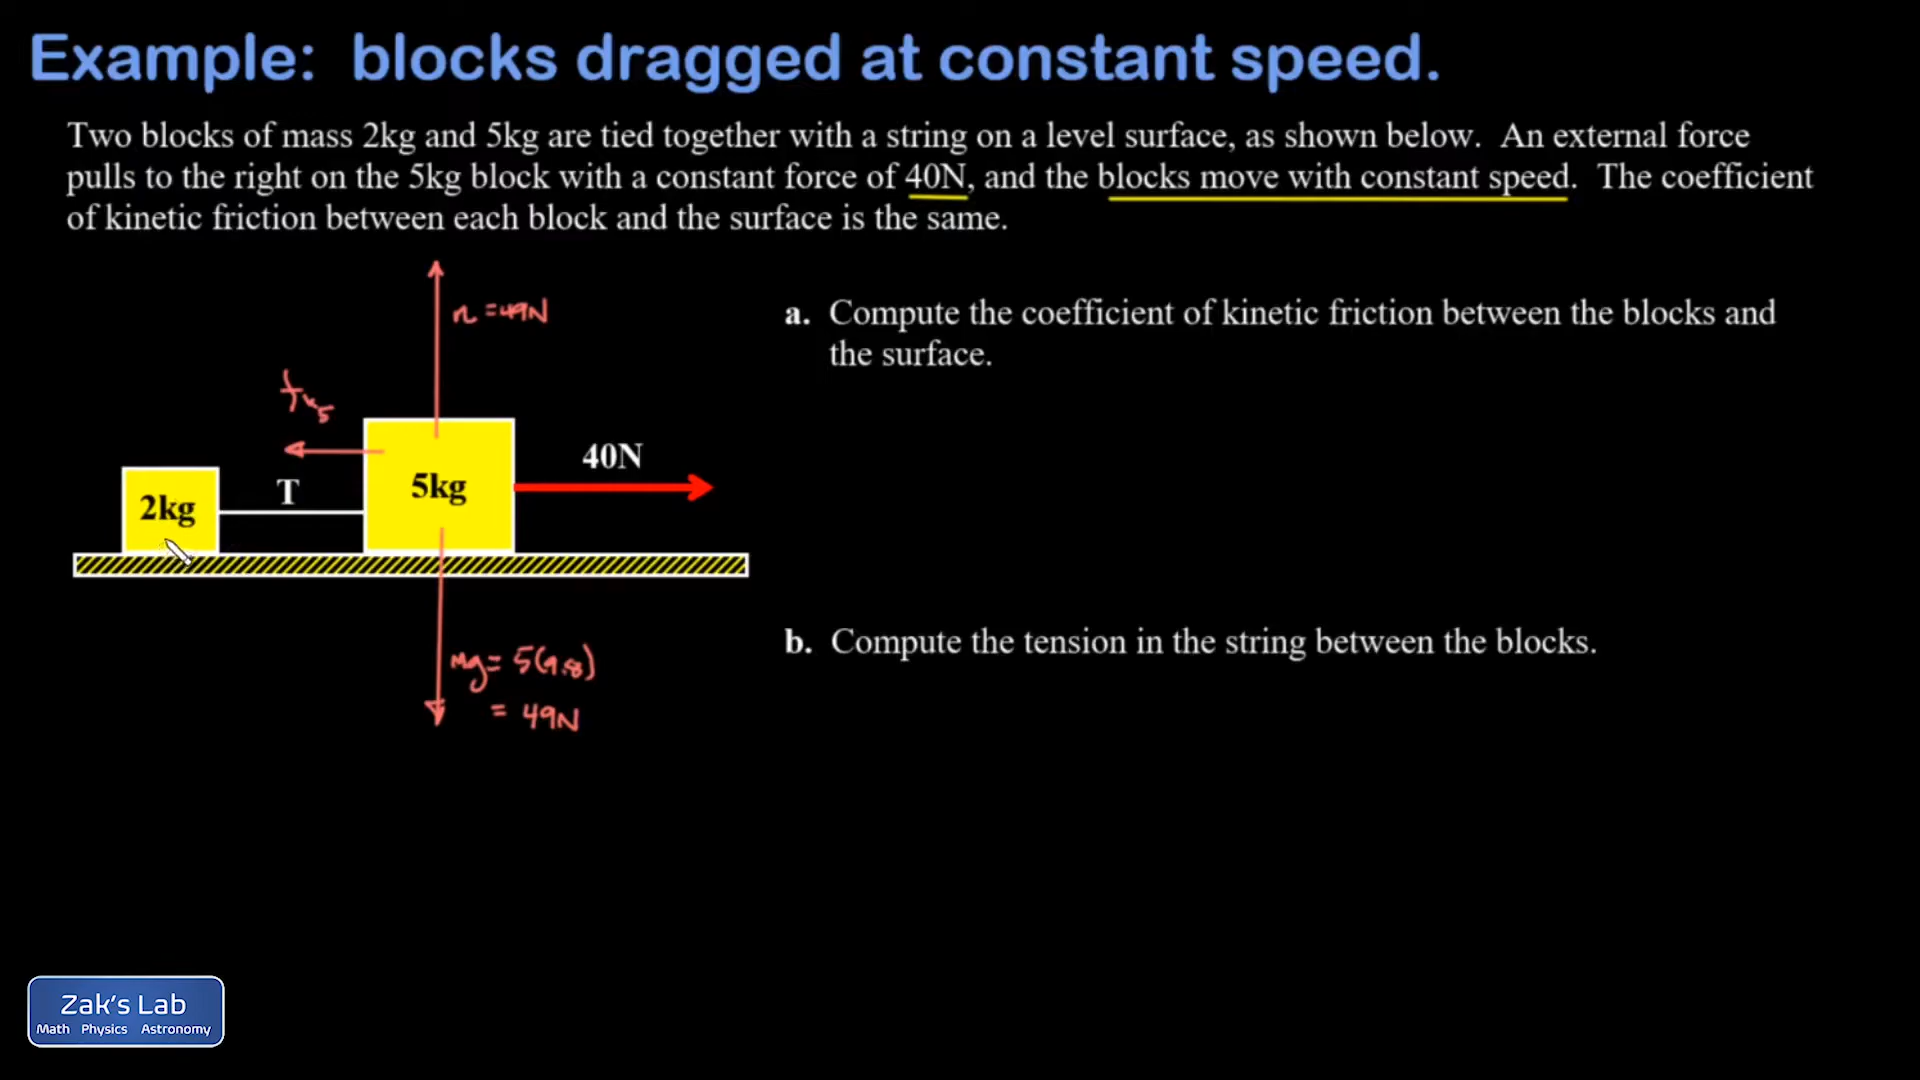 Example: blocks dragged at constant speed.
Two blocks of mass 2kg and 5kg are tied together with a string on a level surface, as shown below. An external force
pulls to the right on the 5kg block with a constant force of 40N, and the blocks move with constant speed. The coefficient
of kinetic friction between each block and the surface is the same.
n = 49N
a. Compute the coefficient of kinetic friction between the blocks and
the surface.
fk5
40N
5kg
T
2kg
b. Compute the tension in the string between the blocks.
mg = 5(9.8)
= 49N
Zak's Lab
Math Physics Astronomy